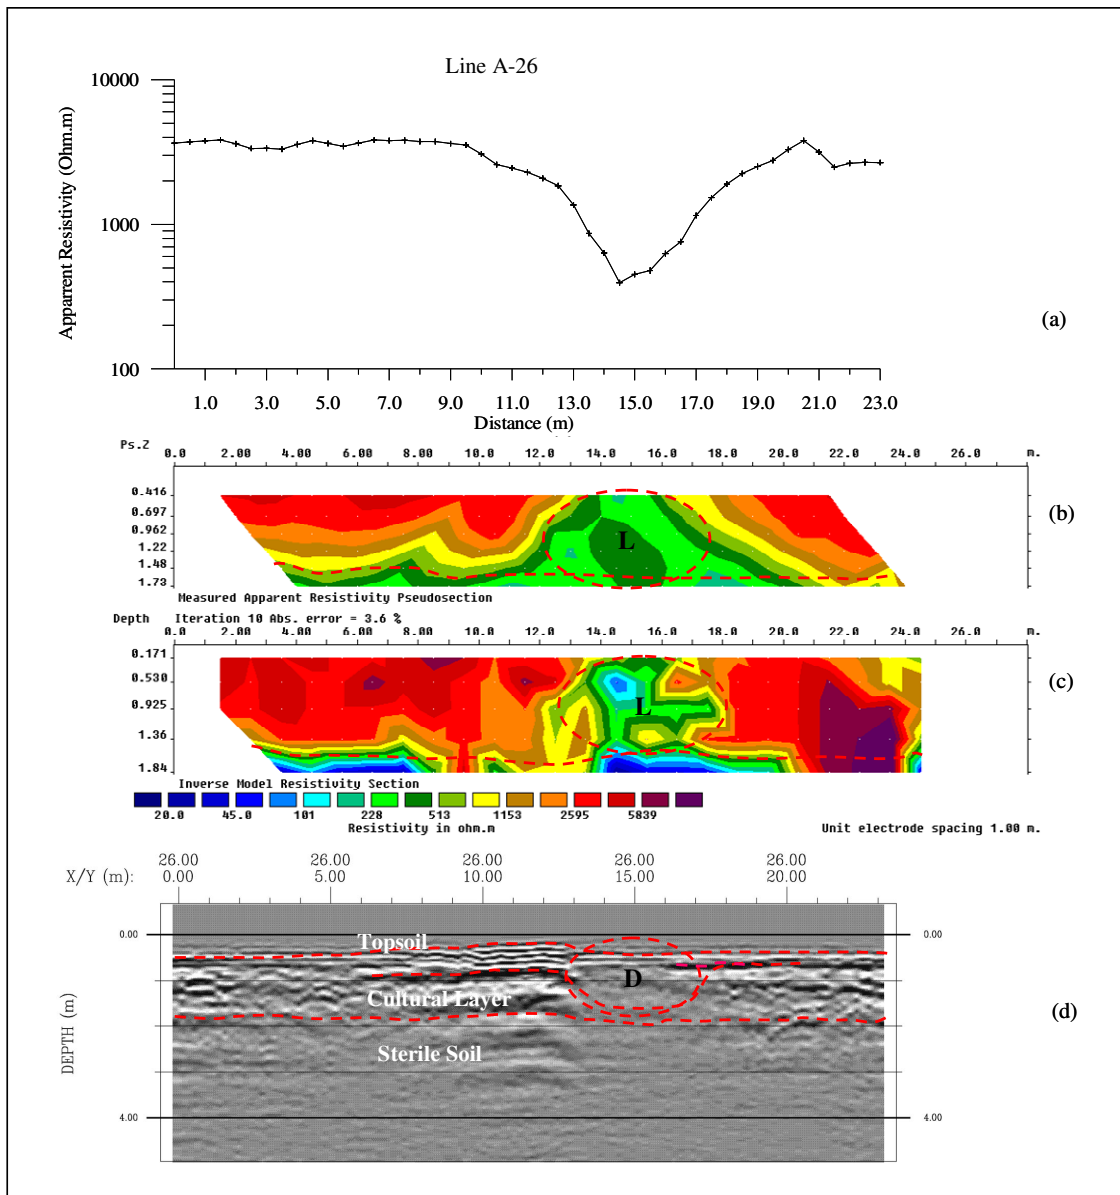 Line A-26
10000
1000
100
Apparrent Resistivity (Ohm.m)
1.0 3.0 5.0 7.0 9.0 11.0 13.0 15.0 17.0 19.0 21.0 23.0
Distance (m)
(a)
Ps.Z 0.0 2.00 4.00 6.00 8.00 10.0 12.0 14.0 16.0 18.0 20.0 22.0 24.0 26.0 m.
0.416
0.697
0.962
1.22
1.48
1.73
L
(b)
Measured Apparent Resistivity Pseudosection
Depth Iteration 10 Abs. error = 3.6 %
0.0 2.00 4.00 6.00 8.00 10.0 12.0 14.0 16.0 18.0 20.0 22.0 24.0 26.0 m.
0.171
0.530
0.925
1.36
1.84
L
(c)
Inverse Model Resistivity Section
20.0 45.0 101 228 513 1153 2595 5839
Resistivity in ohm.m Unit electrode spacing 1.00 m.
26.00 26.00 26.00 26.00 26.00
X/Y (m): 0.00 5.00 10.00 15.00 20.00
0.00 0.00
Topsoil
D
Cultural Layer
(d)
Sterile Soil
DEPTH (m)
4.00 4.00